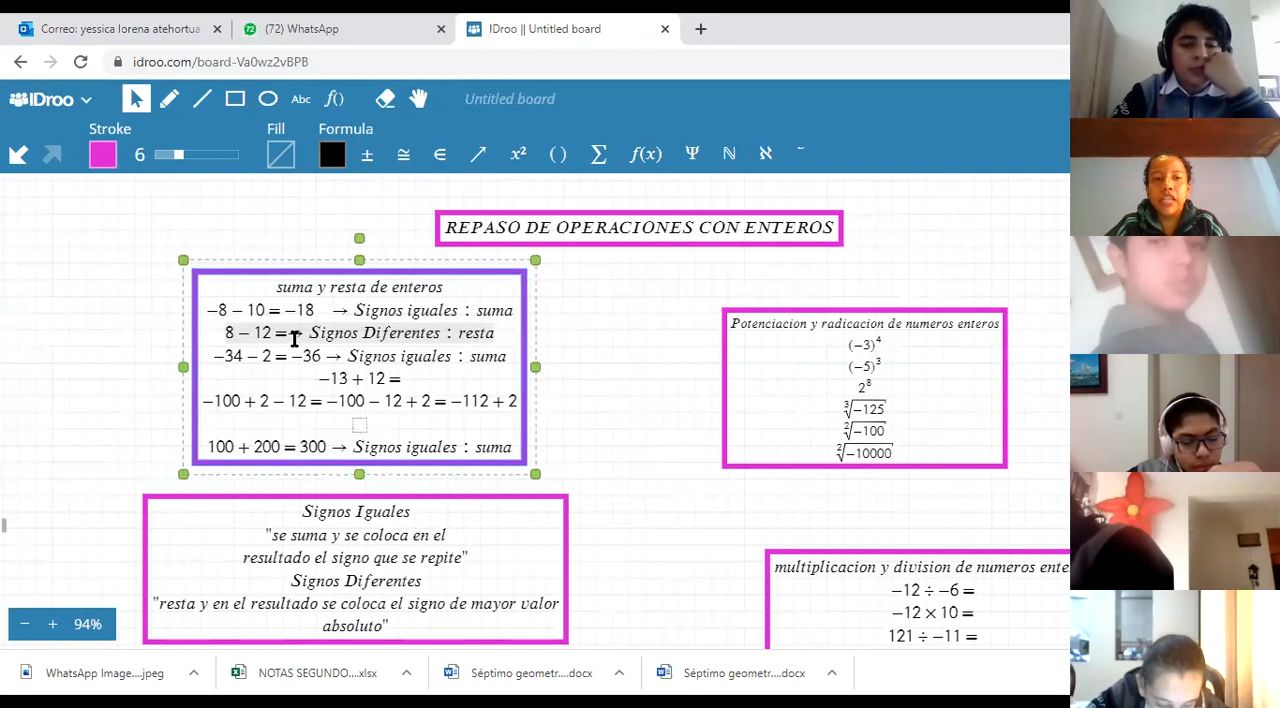 Correo: yessica lorena atehortua
(72) WhatsApp
IDroo || Untitled board
idroo.com/board-Va0wz2vBPB
IDroo
Abc
f()
Untitled board
Stroke
Fill
Formula
6
± ≅ ∈ x² ( ) ∑ f(x) Ψ ℕ ℵ
REPASO DE OPERACIONES CON ENTEROS
suma y resta de enteros
−8 − 10 = −18 → Signos iguales : suma
8 − 12 = → Signos Diferentes : resta
−34 − 2 = −36 → Signos iguales : suma
−13 + 12 =
−100 + 2 − 12 = −100 − 12 + 2 = −112 + 2
100 + 200 = 300 → Signos iguales : suma
Signos Iguales
"se suma y se coloca en el
resultado el signo que se repite"
Signos Diferentes
"resta y en el resultado se coloca el signo de mayor valor
absoluto"
Potenciacion y radicacion de numeros enteros
(−3)⁴
(−5)³
2⁸
∛−125
²√−100
²√−10000
multiplicacion y division de numeros ente
−12 ÷ −6 =
−12 × 10 =
121 ÷ −11 =
− + 94%
WhatsApp Image....jpeg
NOTAS SEGUNDO....xlsx
Séptimo geometr....docx
Séptimo geometr....docx